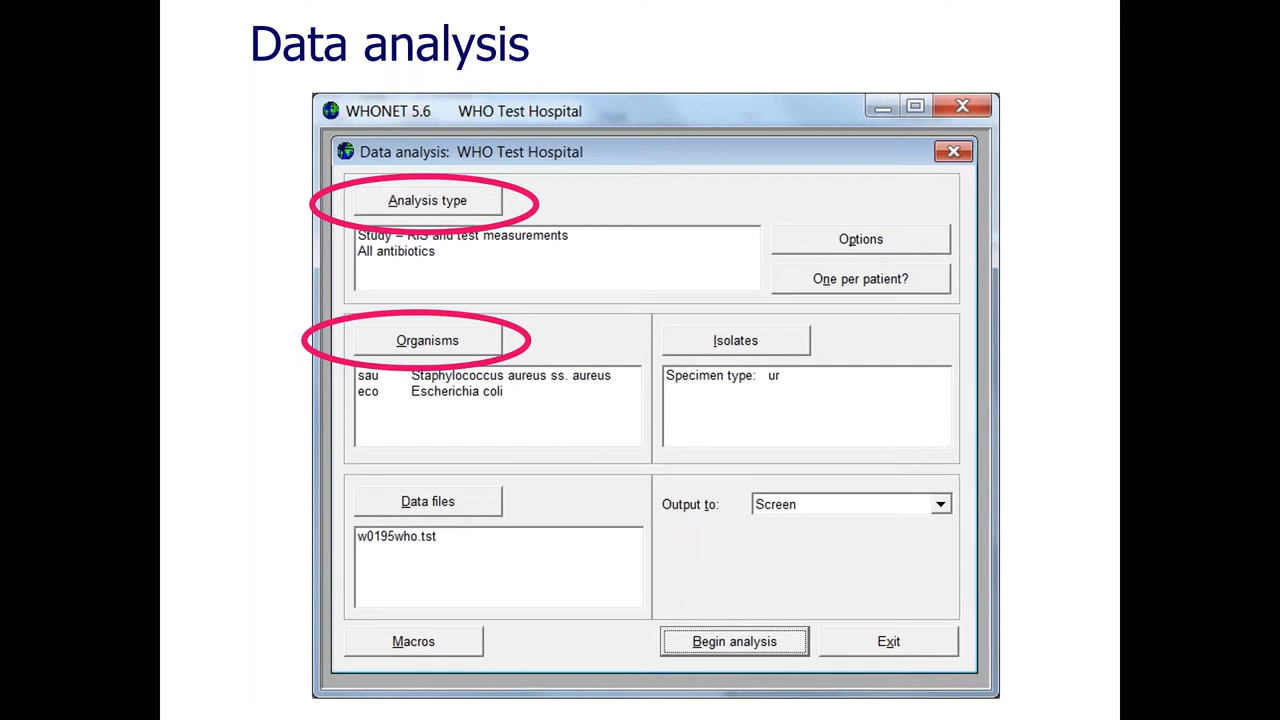 Data analysis
WHONET 5.6 WHO Test Hospital
Data analysis: WHO Test Hospital
Analysis type
Study – RIS and test measurements
All antibiotics
Options
One per patient?
Organisms
sau Staphylococcus aureus ss. aureus
eco Escherichia coli
Isolates
Specimen type: ur
Data files
w0195who.tst
Output to: Screen
Macros
Begin analysis
Exit